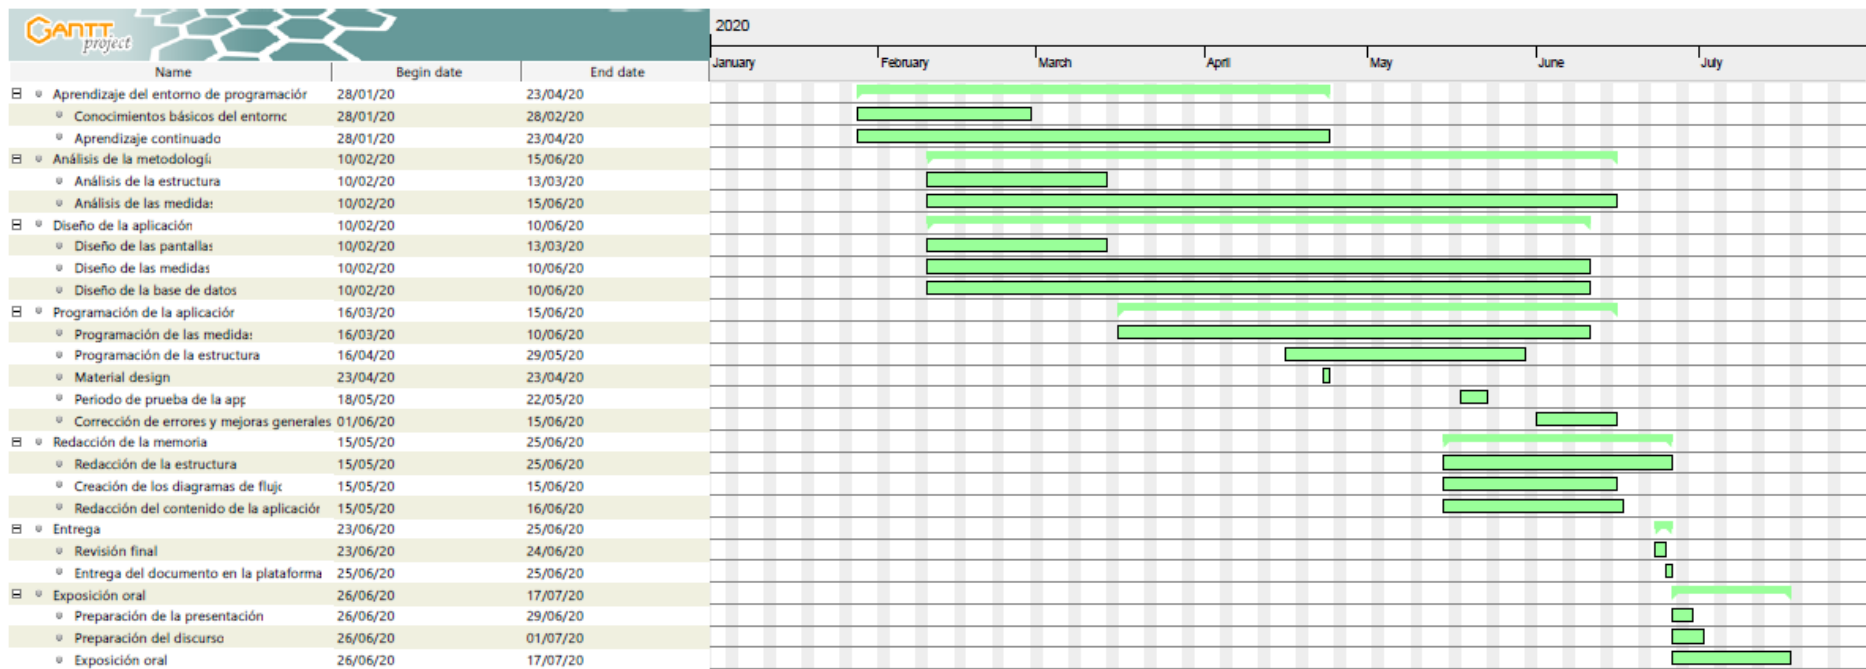 GANTT project
2020
January February March April May June July
Name Begin date End date
Aprendizaje del entorno de programación 28/01/20 23/04/20
Conocimientos básicos del entorno 28/01/20 28/02/20
Aprendizaje continuado 28/01/20 23/04/20
Análisis de la metodología 10/02/20 15/06/20
Análisis de la estructura 10/02/20 13/03/20
Análisis de las medidas 10/02/20 15/06/20
Diseño de la aplicación 10/02/20 10/06/20
Diseño de las pantallas 10/02/20 13/03/20
Diseño de las medidas 10/02/20 10/06/20
Diseño de la base de datos 10/02/20 10/06/20
Programación de la aplicación 16/03/20 15/06/20
Programación de las medidas 16/03/20 10/06/20
Programación de la estructura 16/04/20 29/05/20
Material design 23/04/20 23/04/20
Periodo de prueba de la app 18/05/20 22/05/20
Corrección de errores y mejoras generales 01/06/20 15/06/20
Redacción de la memoria 15/05/20 25/06/20
Redacción de la estructura 15/05/20 25/06/20
Creación de los diagramas de flujo 15/05/20 15/06/20
Redacción del contenido de la aplicación 15/05/20 16/06/20
Entrega 23/06/20 25/06/20
Revisión final 23/06/20 24/06/20
Entrega del documento en la plataforma 25/06/20 25/06/20
Exposición oral 26/06/20 17/07/20
Preparación de la presentación 26/06/20 29/06/20
Preparación del discurso 26/06/20 01/07/20
Exposición oral 26/06/20 17/07/20